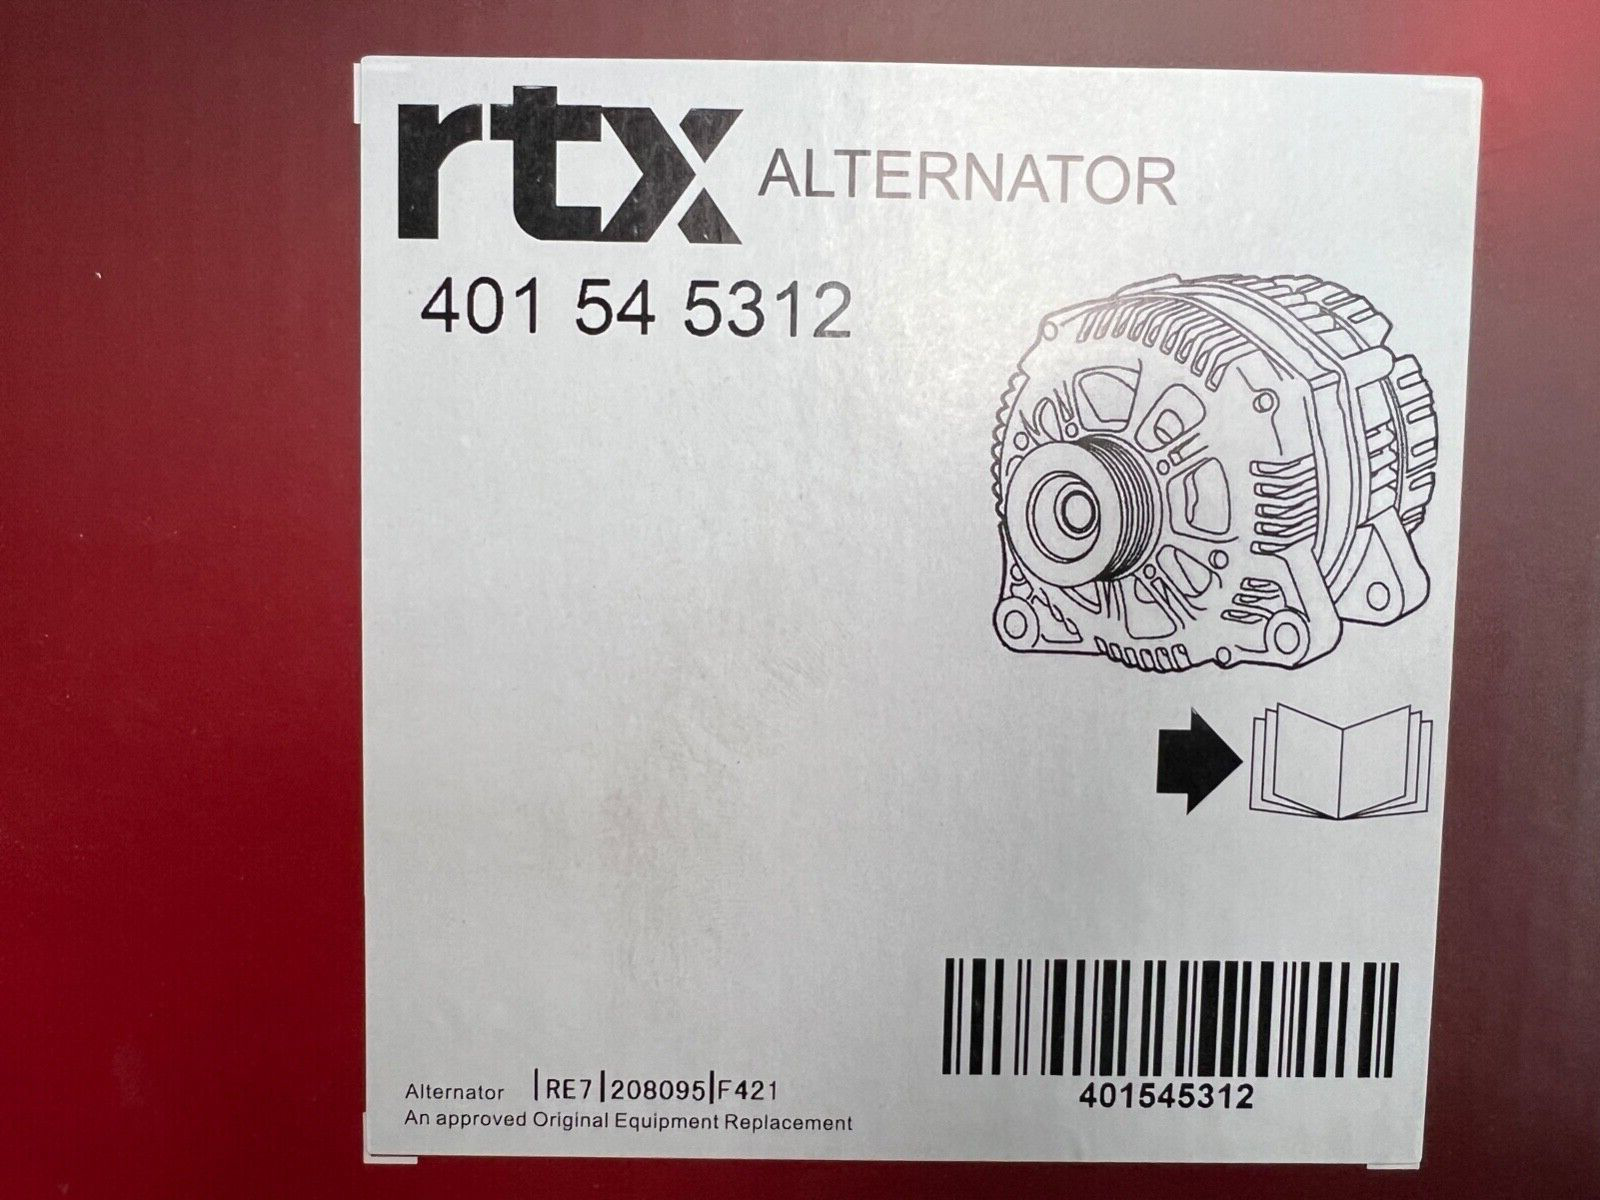 rtx ALTERNATOR
401 54 5312
401545312
Alternator |RE7|208095|F421
An approved Original Equipment Replacement